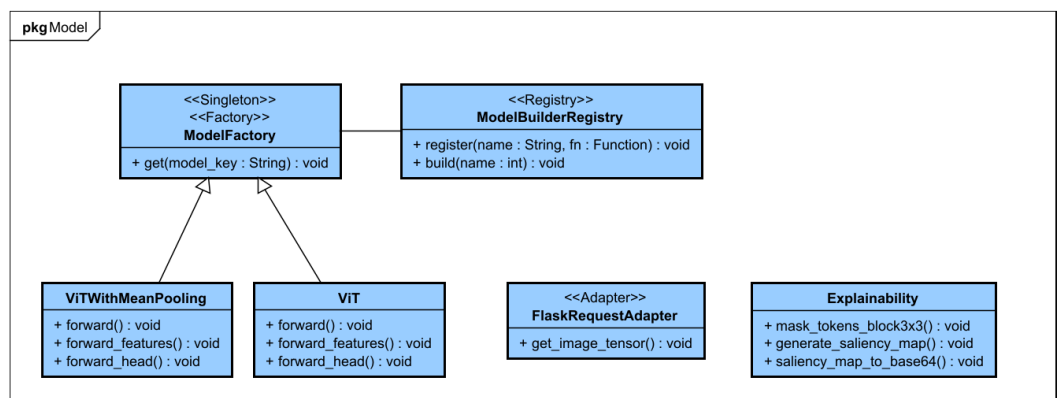 pkg Model
<<Singleton>>
<<Factory>>
ModelFactory
+ get(model_key : String) : void
<<Registry>>
ModelBuilderRegistry
+ register(name : String, fn : Function) : void
+ build(name : int) : void
ViTWithMeanPooling
+ forward() : void
+ forward_features() : void
+ forward_head() : void
ViT
+ forward() : void
+ forward_features() : void
+ forward_head() : void
<<Adapter>>
FlaskRequestAdapter
+ get_image_tensor() : void
Explainability
+ mask_tokens_block3x3() : void
+ generate_saliency_map() : void
+ saliency_map_to_base64() : void